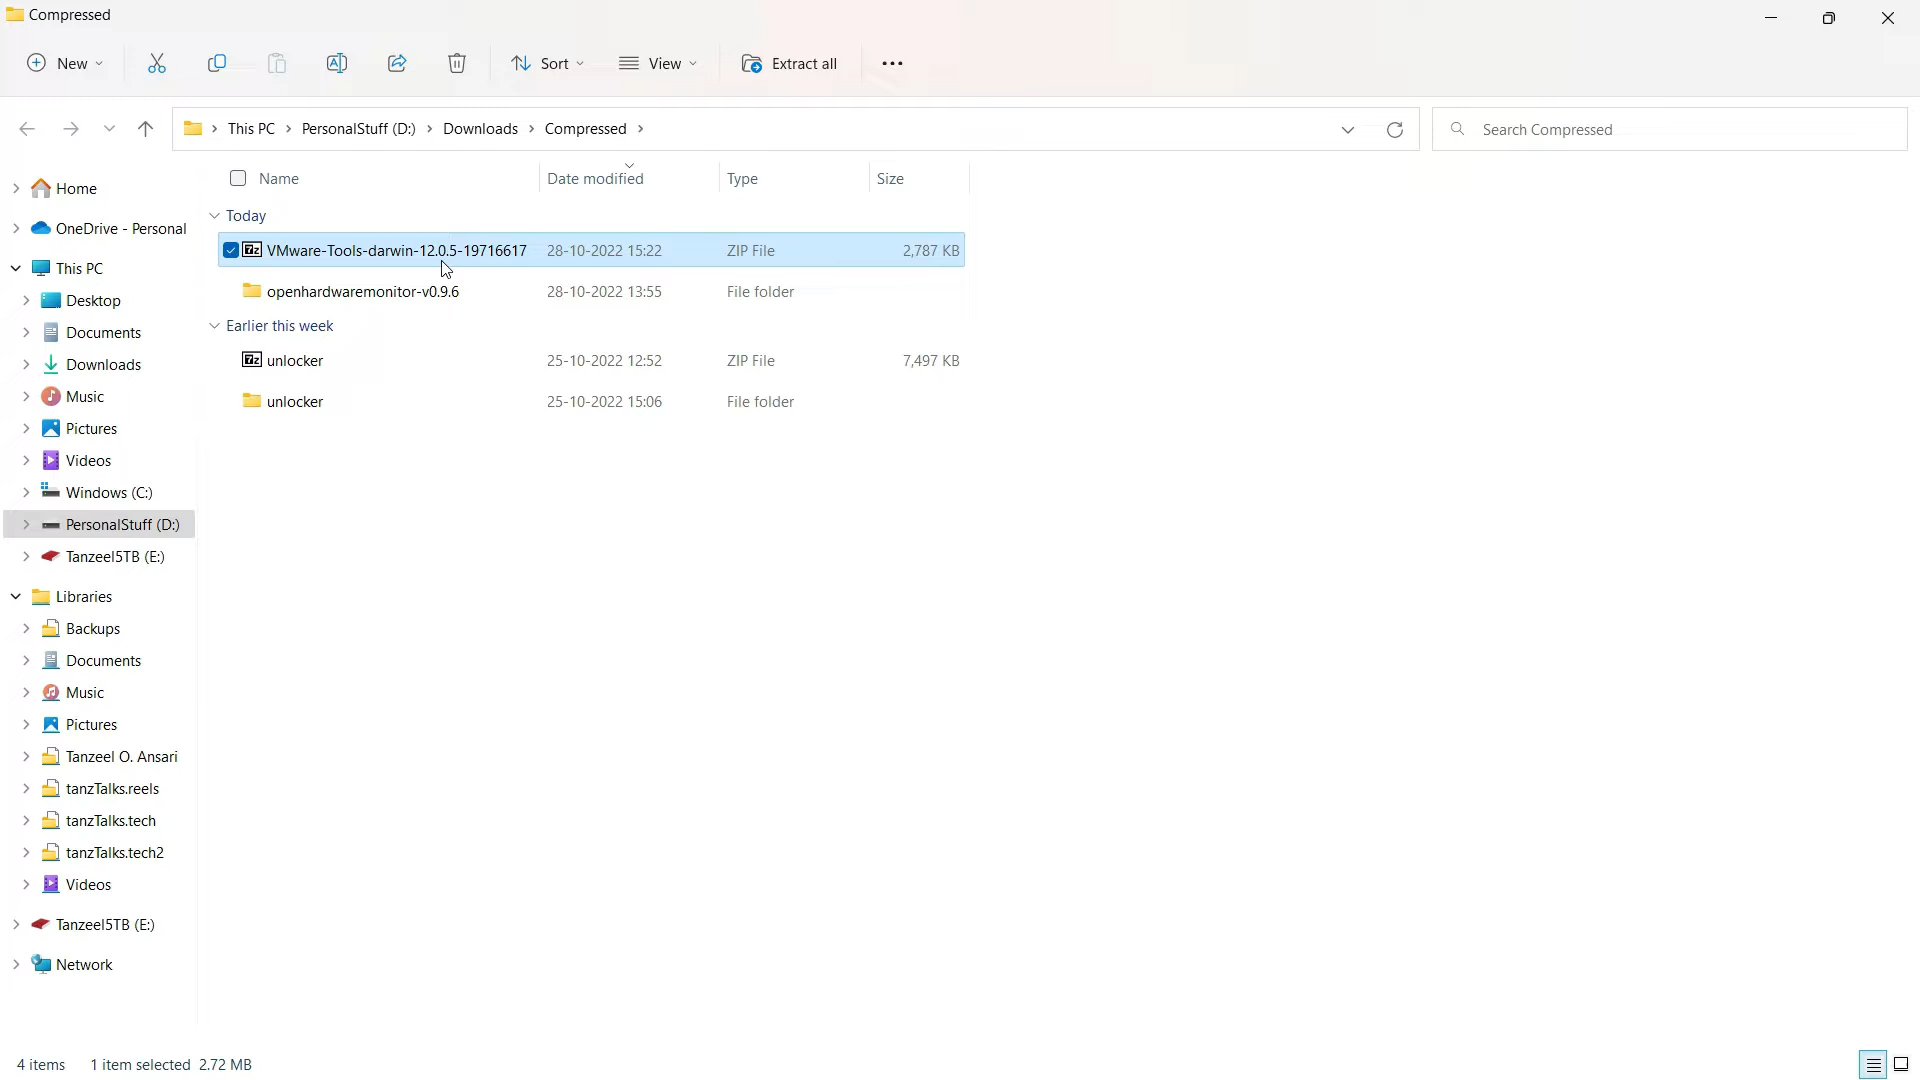 Compressed
New Sort View Extract all
This PC PersonalStuff (D:) Downloads Compressed Search Compressed
Name Date modified Type Size
Today
VMware-Tools-darwin-12.0.5-19716617 28-10-2022 15:22 ZIP File 2,787 KB
openhardwaremonitor-v0.9.6 28-10-2022 13:55 File folder
Earlier this week
unlocker 25-10-2022 12:52 ZIP File 7,497 KB
unlocker 25-10-2022 15:06 File folder
Home
OneDrive - Personal
This PC
Desktop
Documents
Downloads
Music
Pictures
Videos
Windows (C:)
PersonalStuff (D:)
Tanzeel5TB (E:)
Libraries
Backups
Documents
Music
Pictures
Tanzeel O. Ansari
tanzTalks.reels
tanzTalks.tech
tanzTalks.tech2
Videos
Tanzeel5TB (E:)
Network
4 items 1 item selected 2.72 MB